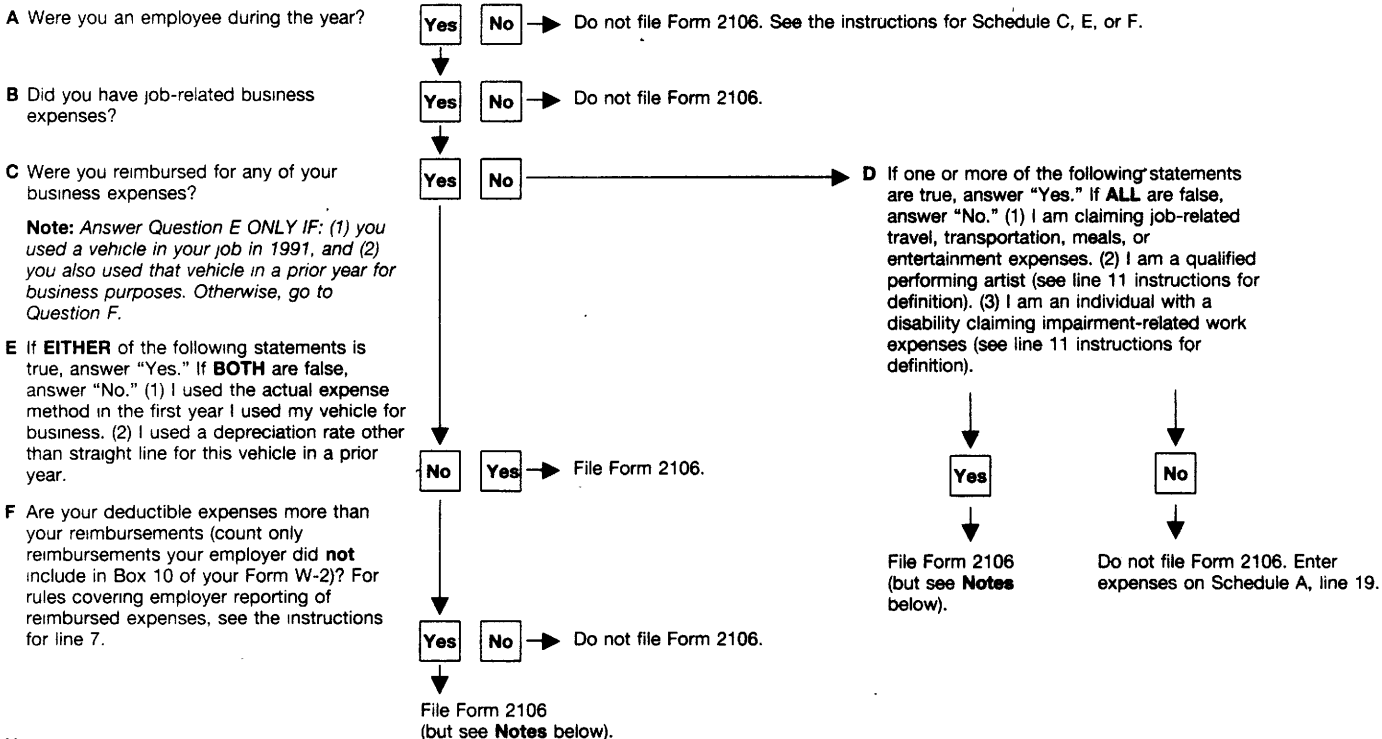 A Were you an employee during the year?
Yes No Do not file Form 2106. See the instructions for Schedule C, E, or F.
B Did you have job-related business
expenses?
Yes No Do not file Form 2106.
C Were you reimbursed for any of your
business expenses?
Yes No
Note: Answer Question E ONLY IF: (1) you
used a vehicle in your job in 1991, and (2)
you also used that vehicle in a prior year for
business purposes. Otherwise, go to
Question F.
D If one or more of the following statements
are true, answer "Yes." If ALL are false,
answer "No." (1) I am claiming job-related
travel, transportation, meals, or
entertainment expenses. (2) I am a qualified
performing artist (see line 11 instructions for
definition). (3) I am an individual with a
disability claiming impairment-related work
expenses (see line 11 instructions for
definition).
Yes
No
File Form 2106
(but see Notes
below).
Do not file Form 2106. Enter
expenses on Schedule A, line 19.
E If EITHER of the following statements is
true, answer "Yes." If BOTH are false,
answer "No." (1) I used the actual expense
method in the first year I used my vehicle for
business. (2) I used a depreciation rate other
than straight line for this vehicle in a prior
year.
No Yes File Form 2106.
F Are your deductible expenses more than
your reimbursements (count only
reimbursements your employer did not
include in Box 10 of your Form W-2)? For
rules covering employer reporting of
reimbursed expenses, see the instructions
for line 7.
Yes No Do not file Form 2106.
File Form 2106
(but see Notes below).